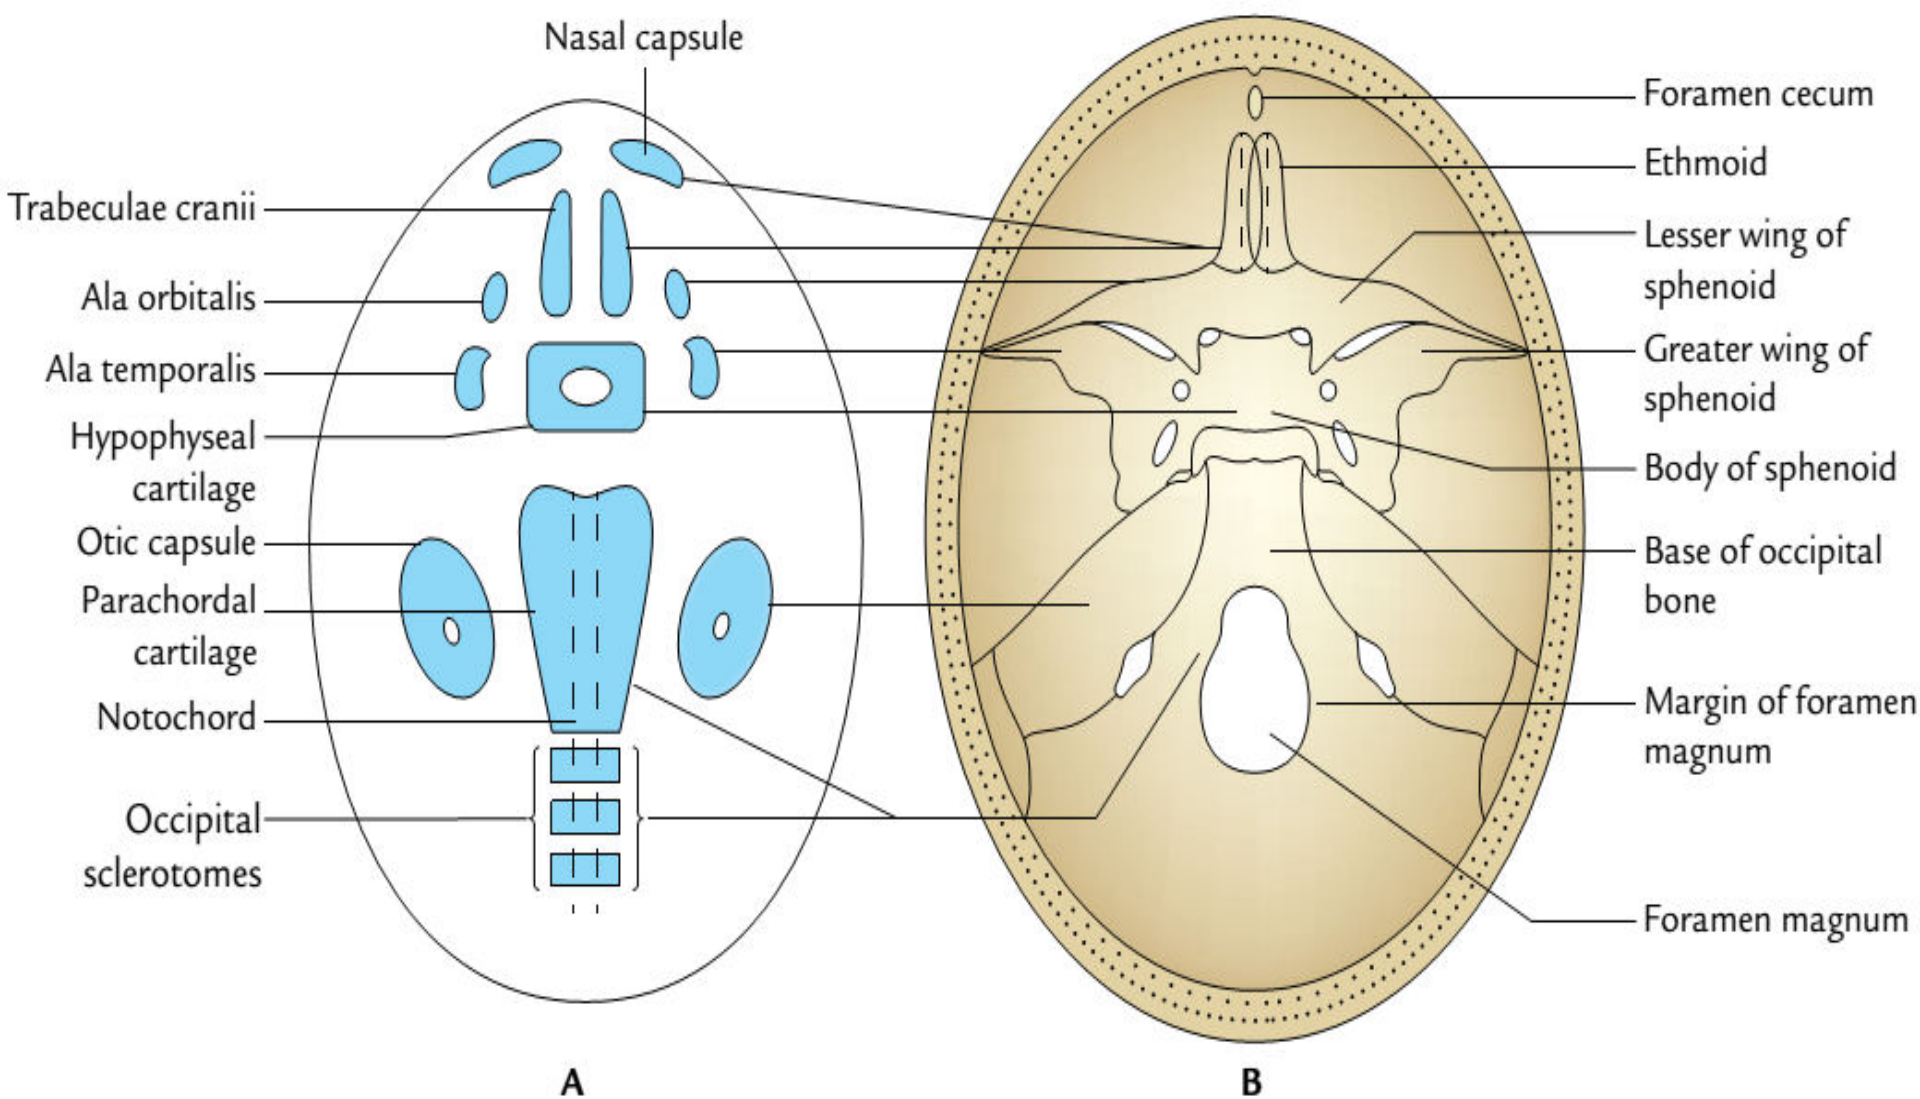 Nasal capsule
Trabeculae cranii
Ala orbitalis
Ala temporalis
Hypophyseal
cartilage
Otic capsule
Parachordal
cartilage
Notochord
Occipital
sclerotomes
A
Foramen cecum
Ethmoid
Lesser wing of
sphenoid
Greater wing of
sphenoid
Body of sphenoid
Base of occipital
bone
Margin of foramen
magnum
Foramen magnum
B